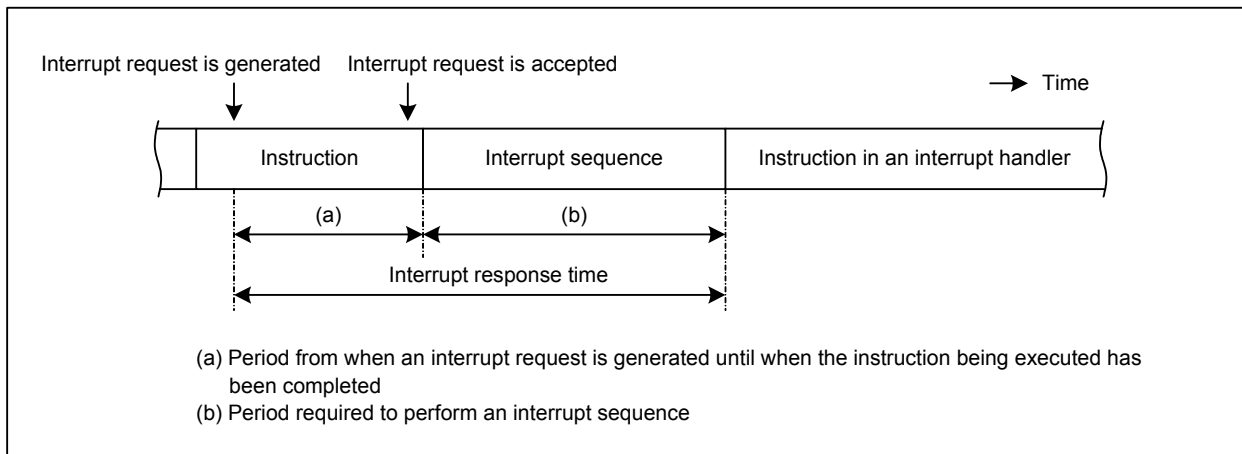 Interrupt request is generated
Interrupt request is accepted
Time
Instruction
Interrupt sequence
Instruction in an interrupt handler
(a)
(b)
Interrupt response time
(a) Period from when an interrupt request is generated until when the instruction being executed has
been completed
(b) Period required to perform an interrupt sequence